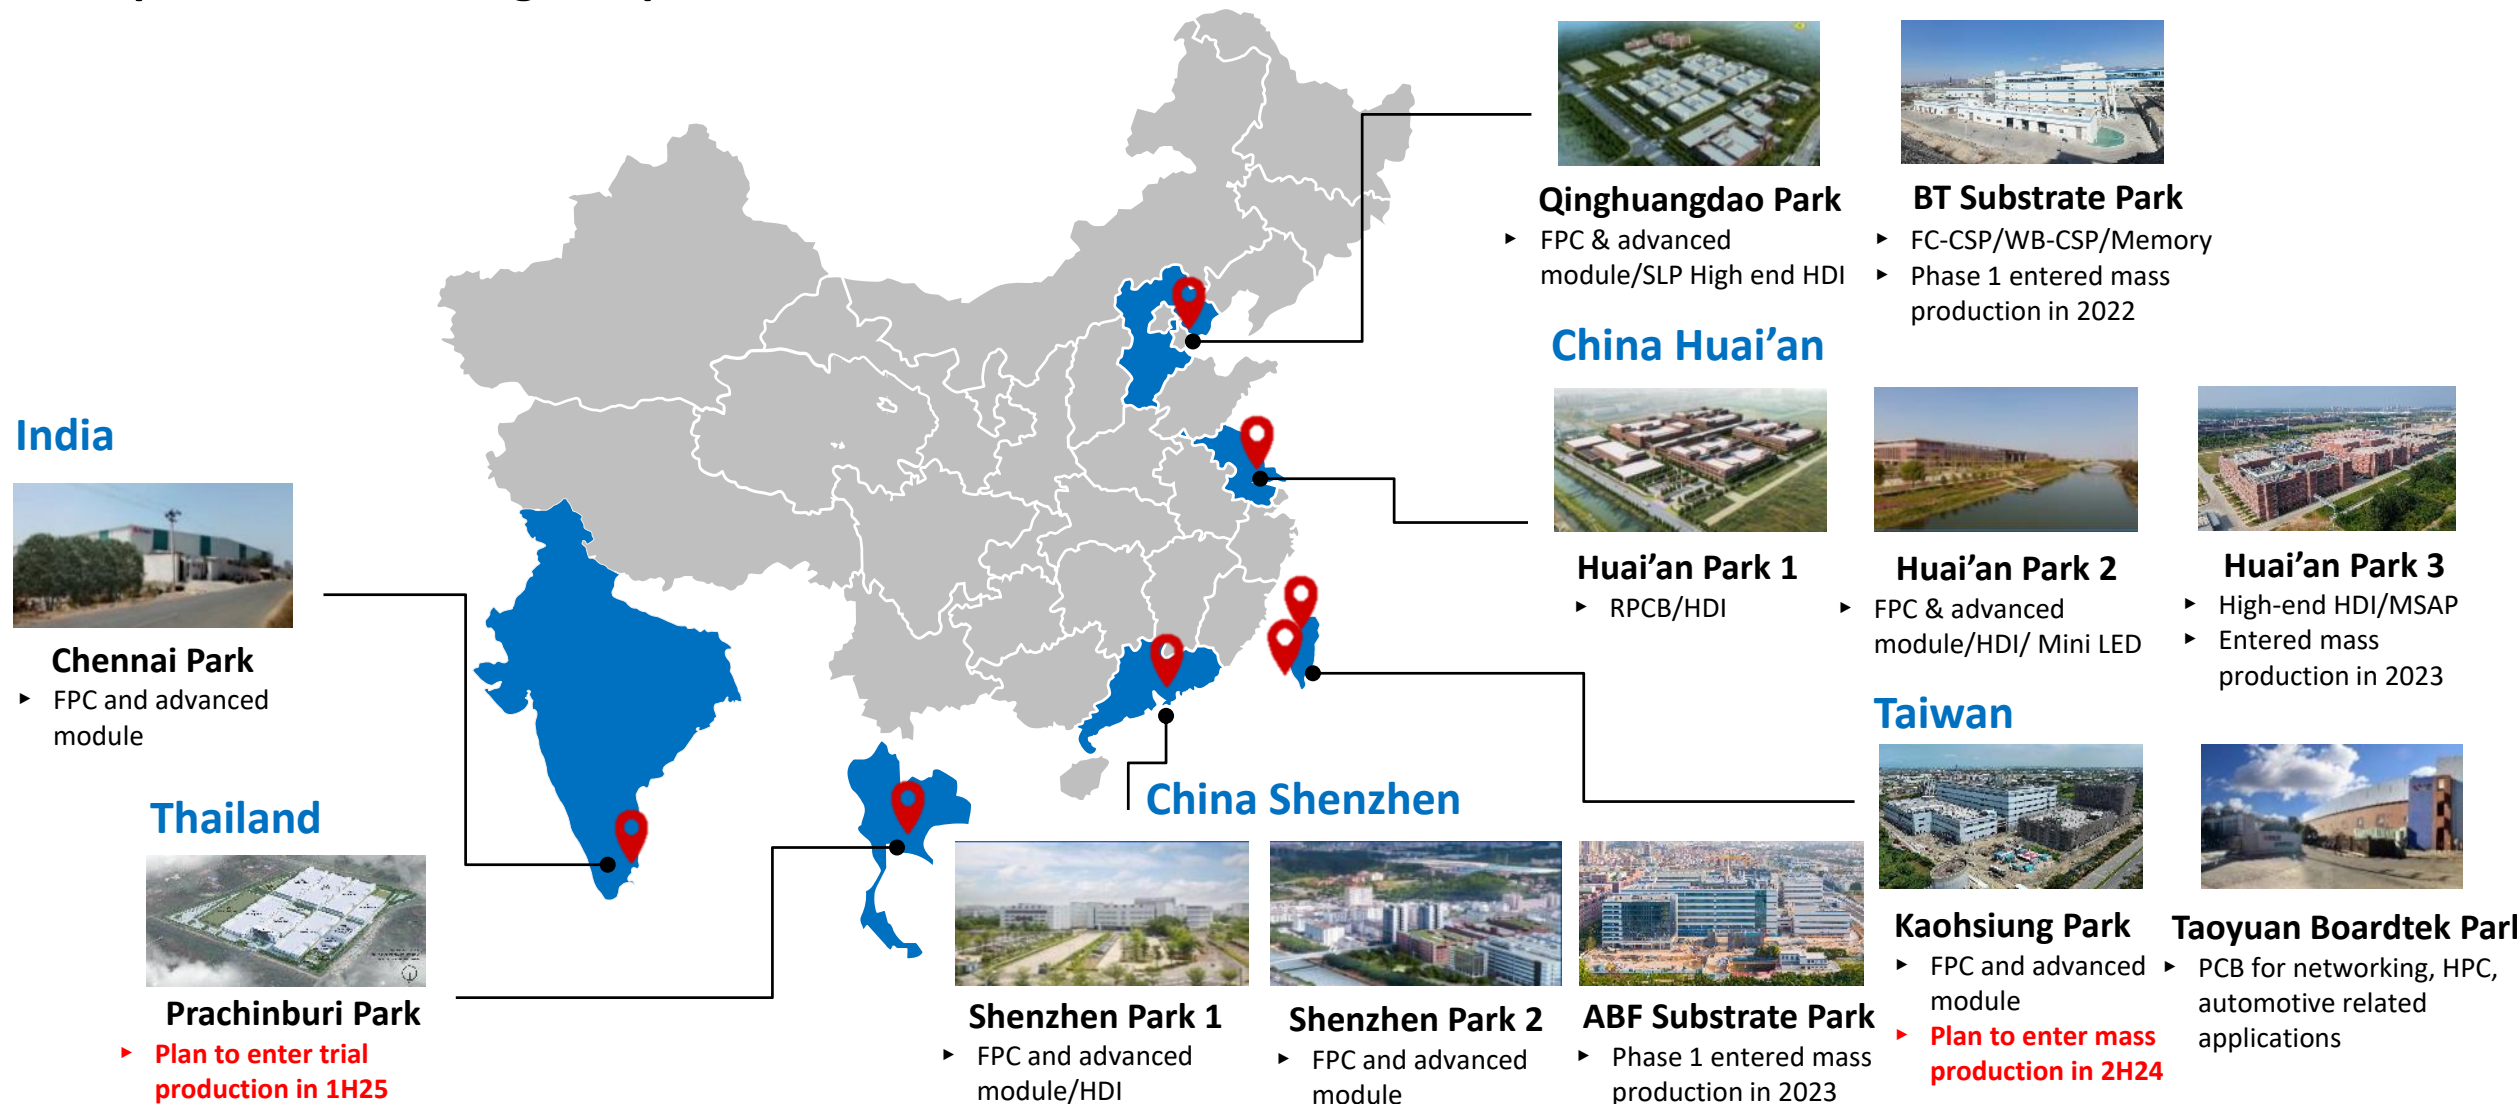 Qinghuangdao Park
▸ FPC & advanced
module/SLP High end HDI
BT Substrate Park
▸ FC-CSP/WB-CSP/Memory
▸ Phase 1 entered mass
production in 2022
China Huai’an
Huai’an Park 1
▸ RPCB/HDI
Huai’an Park 2
▸ FPC & advanced
module/HDI/ Mini LED
Huai’an Park 3
▸ High-end HDI/MSAP
▸ Entered mass
production in 2023
India
Chennai Park
▸ FPC and advanced
module
Thailand
Prachinburi Park
▸ Plan to enter trial
production in 1H25
China Shenzhen
Shenzhen Park 1
▸ FPC and advanced
module/HDI
Shenzhen Park 2
▸ FPC and advanced
module
ABF Substrate Park
▸ Phase 1 entered mass
production in 2023
Taiwan
Kaohsiung Park
▸ FPC and advanced
module
▸ Plan to enter mass
production in 2H24
Taoyuan Boardtek Park
▸ PCB for networking, HPC,
automotive related
applications